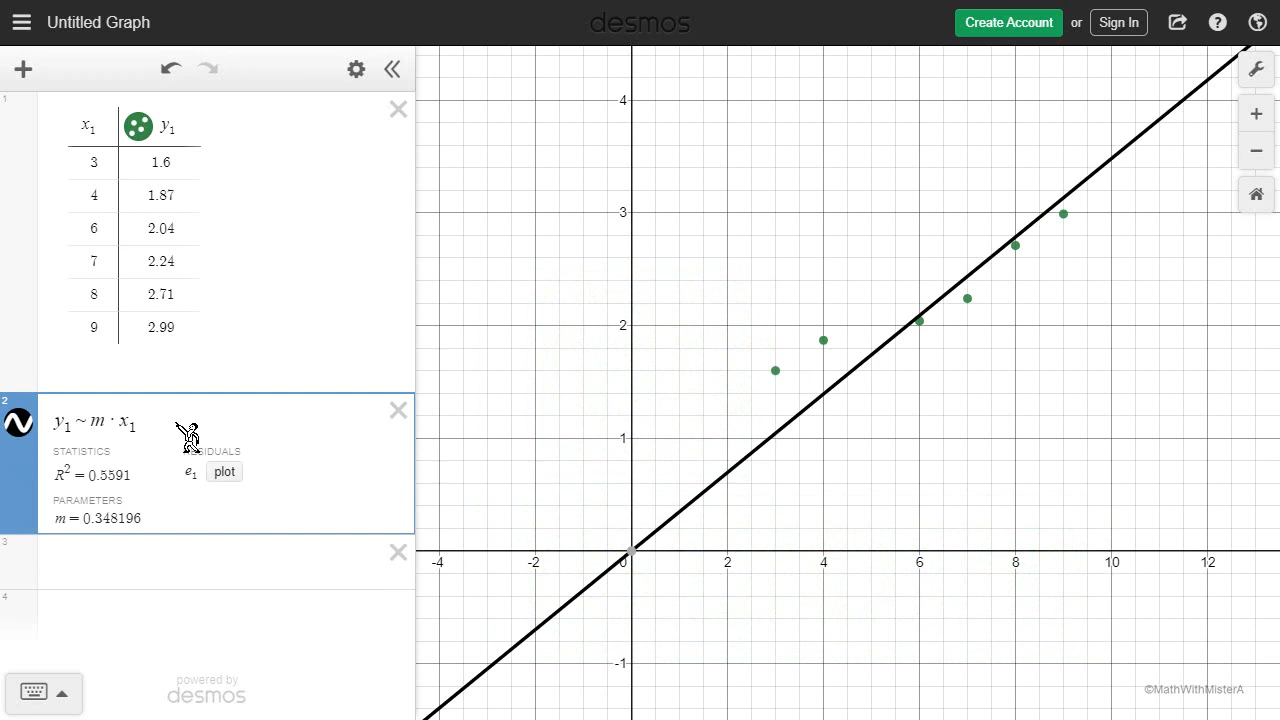 Untitled Graph
desmos
Create Account or Sign In
1
x₁ y₁
3 1.6
4 1.87
6 2.04
7 2.24
8 2.71
9 2.99
2
y₁ ~ m · x₁
STATISTICS
R² = 0.5591
e₁ plot
PARAMETERS
m = 0.348196
3
4
powered by
desmos
4
3
2
1
-4 -2 0 2 4 6 8 10 12
-1
©MathWithMisterA